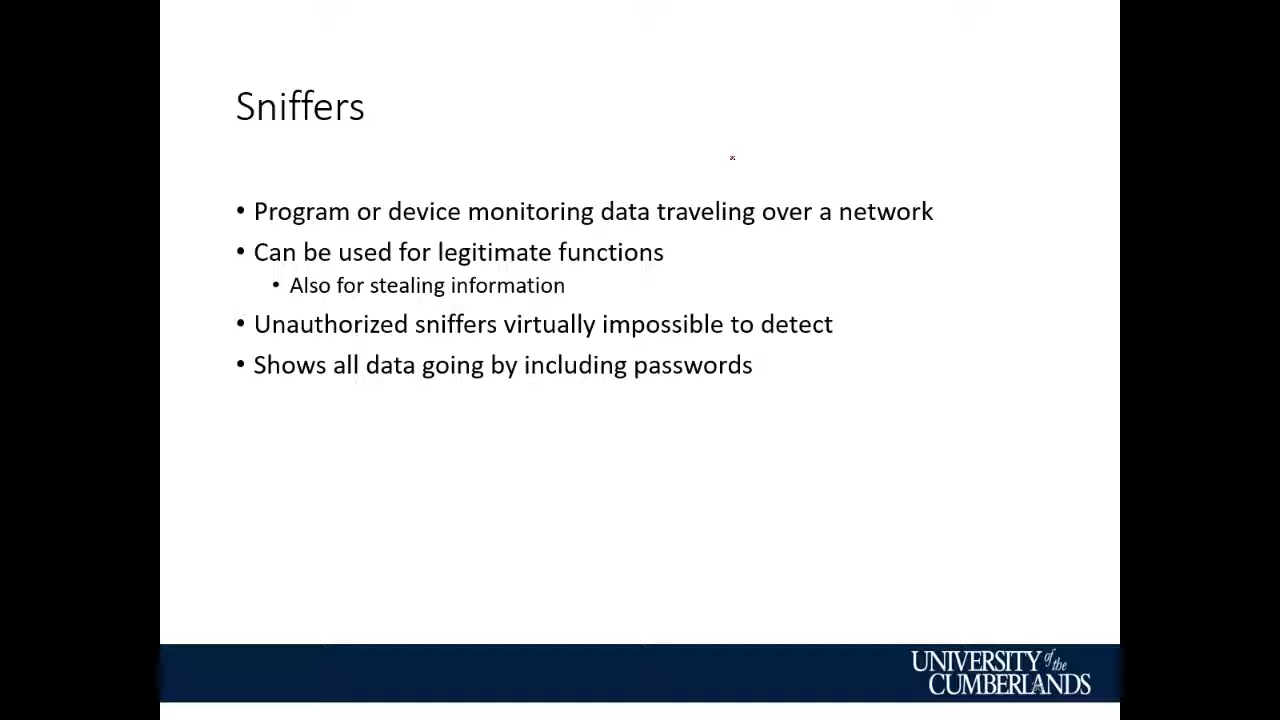 Sniffers
• Program or device monitoring data traveling over a network
• Can be used for legitimate functions
• Also for stealing information
• Unauthorized sniffers virtually impossible to detect
• Shows all data going by including passwords
UNIVERSITY of the
CUMBERLANDS